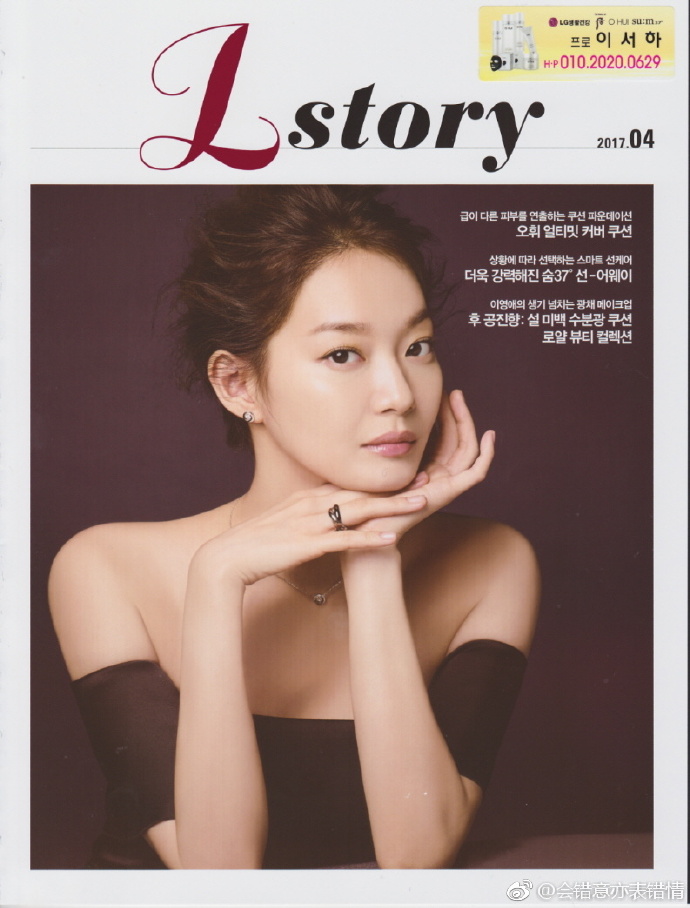 LG생활건강 后 O HUI su:m37°
프로 이 서 하
H·P 010.2020.0629
L story
2017.04
급이 다른 피부를 연출하는 쿠션 파운데이션
오휘 얼티밋 커버 쿠션
상황에 따라 선택하는 스마트 선케어
더욱 강력해진 숨37° 선-어웨이
이영애의 생기 넘치는 광채 메이크업
후 공진향: 설 미백 수분광 쿠션
로얄 뷰티 컬렉션
@会错意亦表错情